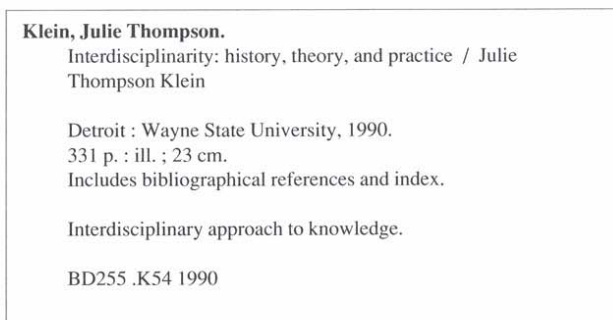 Klein, Julie Thompson.
Interdisciplinarity: history, theory, and practice / Julie
Thompson Klein
Detroit : Wayne State University, 1990.
331 p. : ill. ; 23 cm.
Includes bibliographical references and index.
Interdisciplinary approach to knowledge.
BD255 .K54 1990